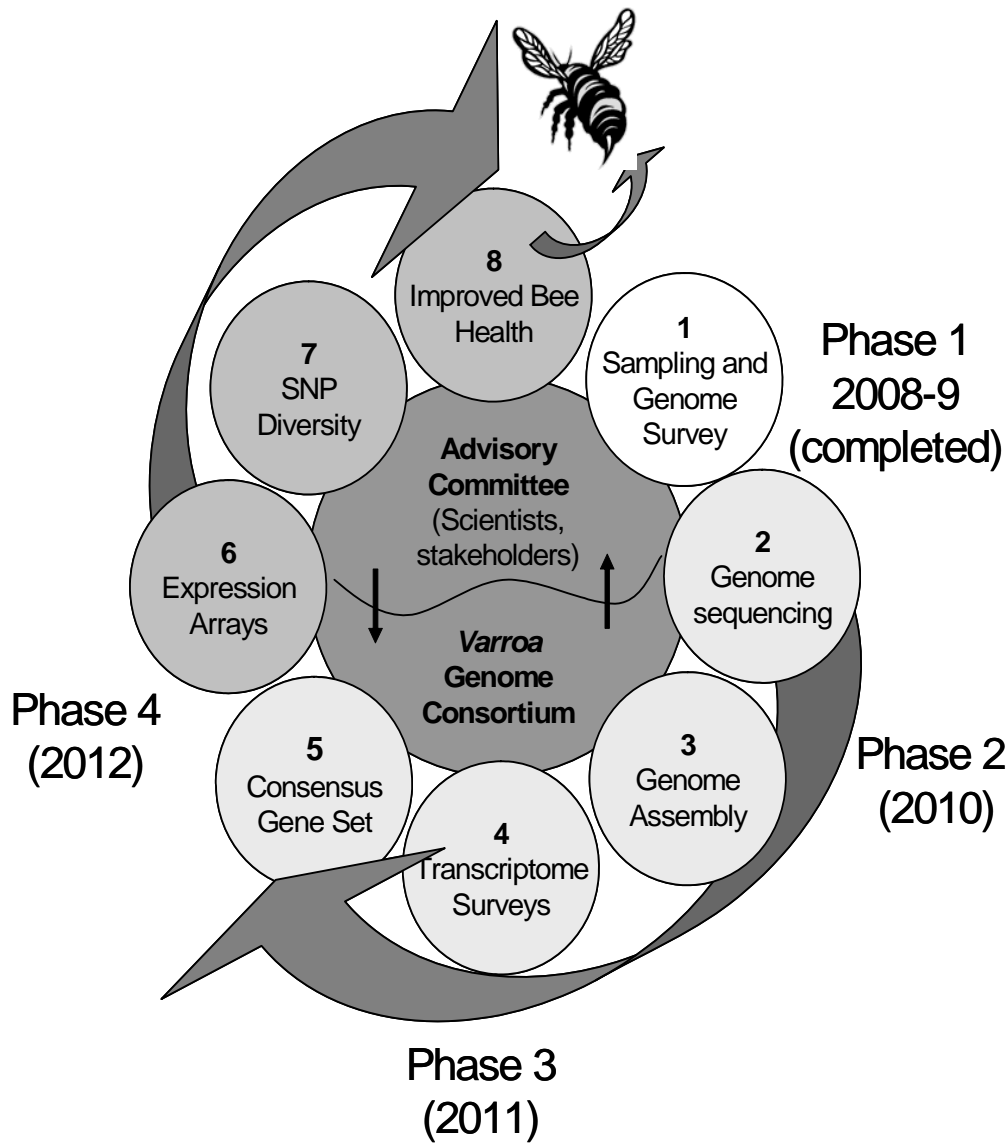 8
Improved Bee
Health
1
Sampling and
Genome
Survey
Phase 1
2008-9
(completed)
7
SNP
Diversity
Advisory
Committee
(Scientists,
stakeholders)
2
Genome
sequencing
6
Expression
Arrays
Varroa
Genome
Consortium
Phase 4
(2012)
3
Genome
Assembly
Phase 2
(2010)
5
Consensus
Gene Set
4
Transcriptome
Surveys
Phase 3
(2011)